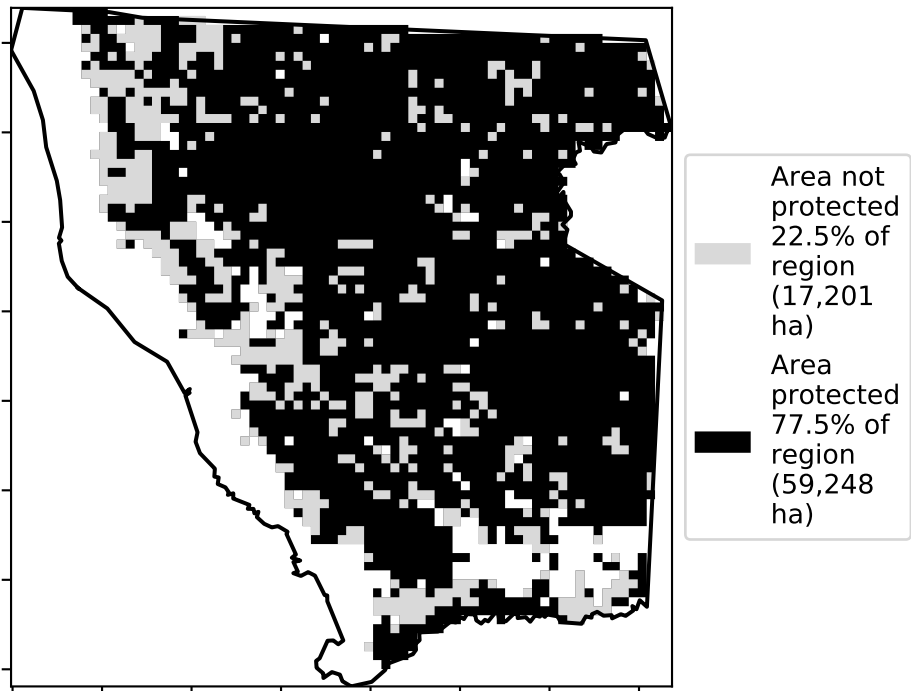 Area not
protected
22.5% of
region
(17,201
ha)
Area
protected
77.5% of
region
(59,248
ha)